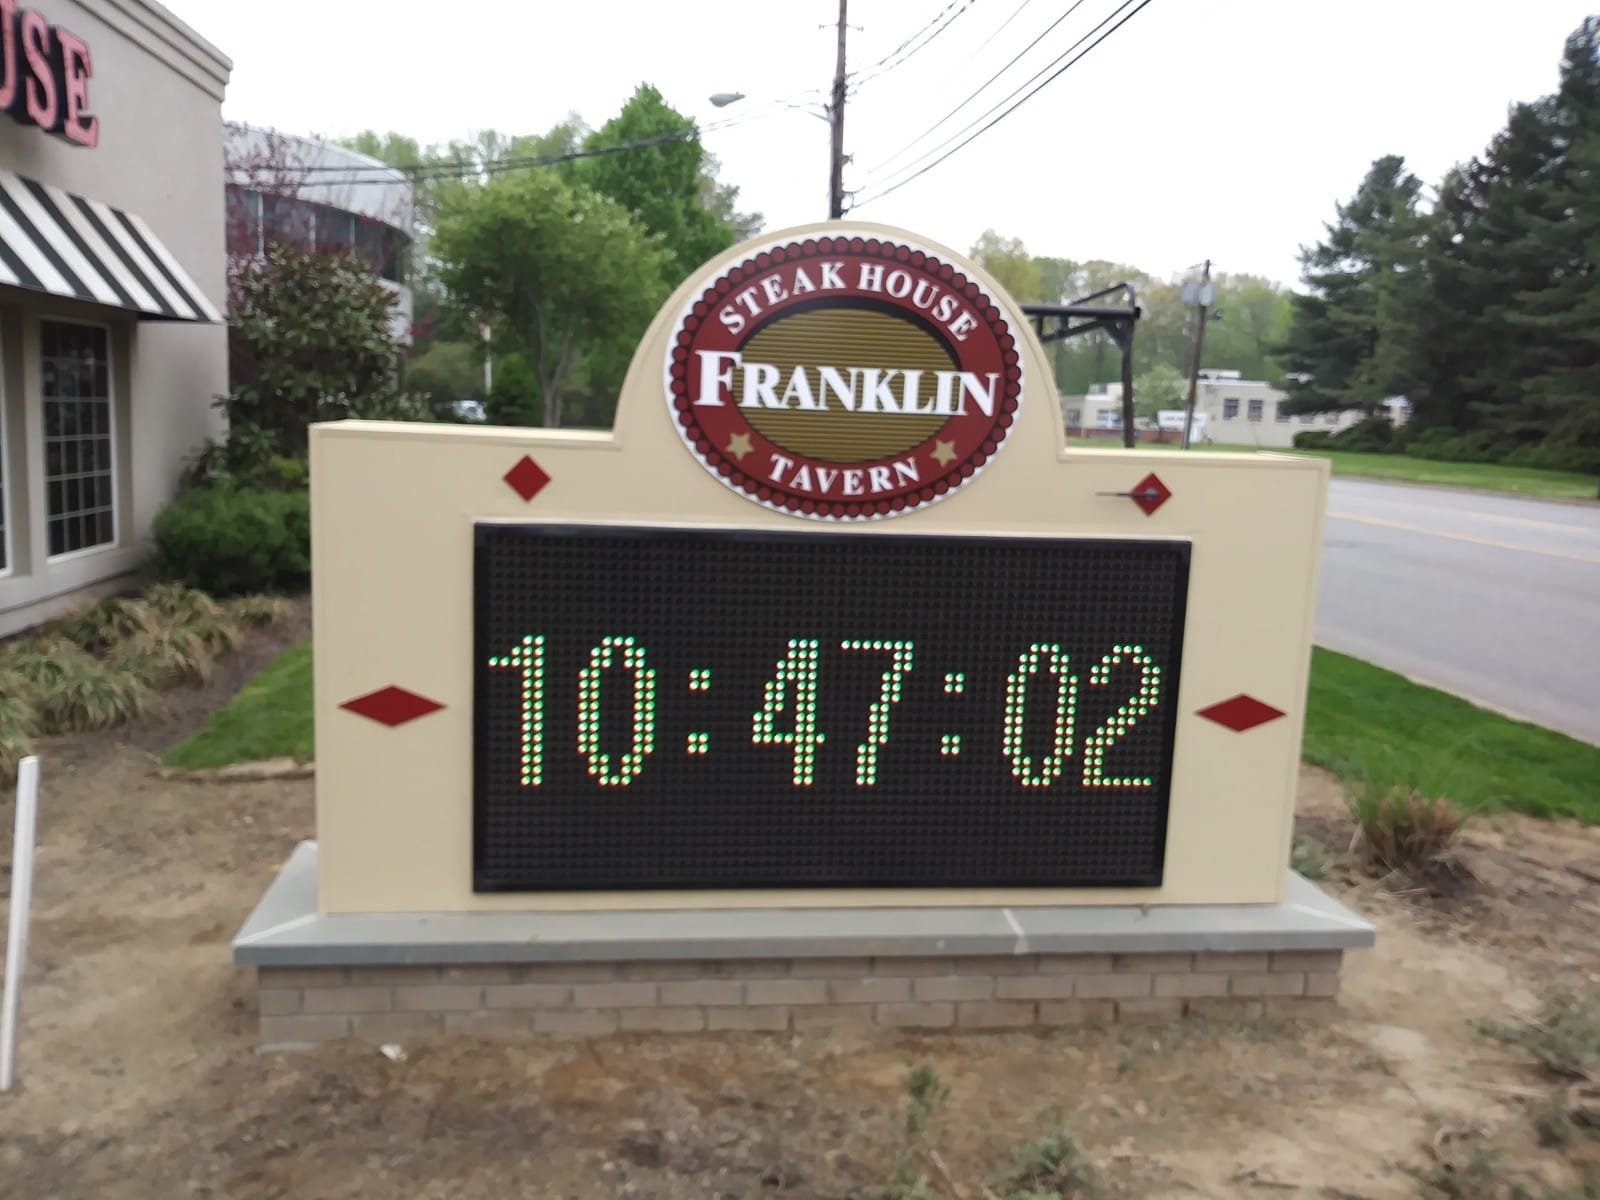 USE
STEAK HOUSE
FRANKLIN
TAVERN
10:47:02